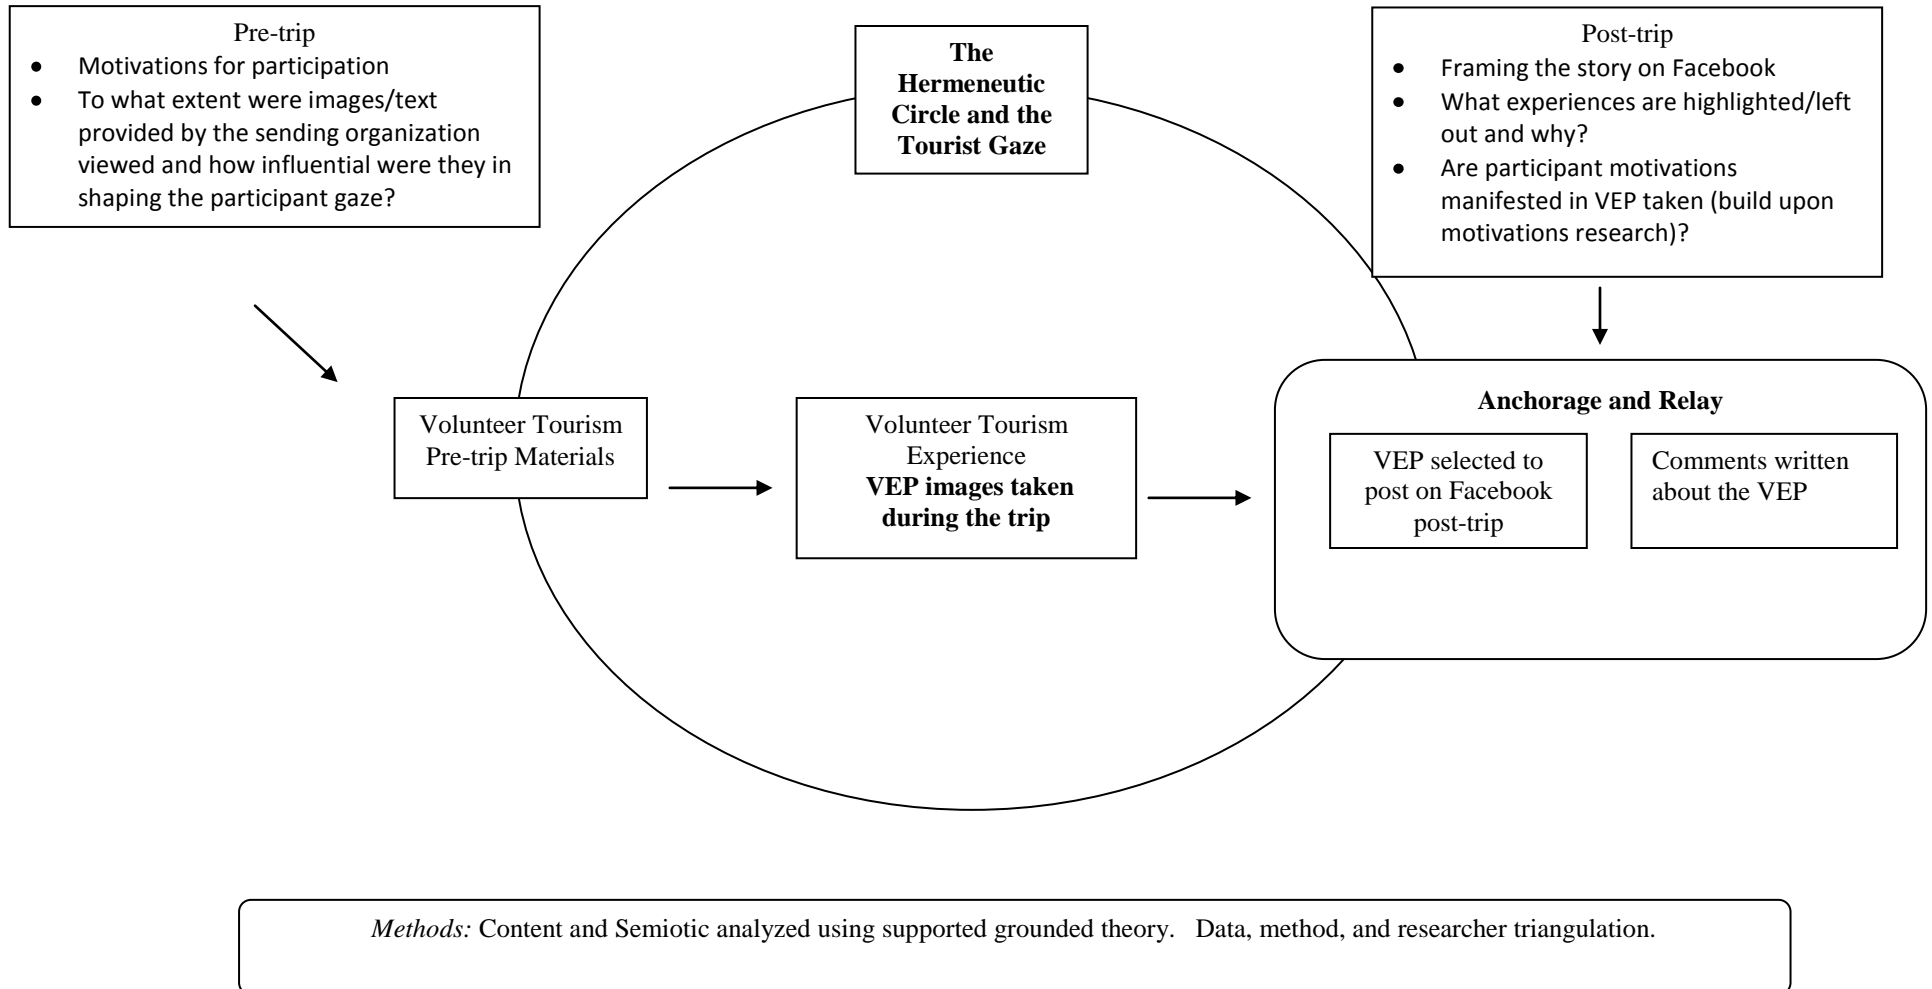 Pre-trip
• Motivations for participation
• To what extent were images/text
provided by the sending organization
viewed and how influential were they in
shaping the participant gaze?
The
Hermeneutic
Circle and the
Tourist Gaze
Post-trip
• Framing the story on Facebook
• What experiences are highlighted/left
out and why?
• Are participant motivations
manifested in VEP taken (build upon
motivations research)?
Volunteer Tourism
Pre-trip Materials
Volunteer Tourism
Experience
VEP images taken
during the trip
Anchorage and Relay
VEP selected to
post on Facebook
post-trip
Comments written
about the VEP
Methods: Content and Semiotic analyzed using supported grounded theory. Data, method, and researcher triangulation.